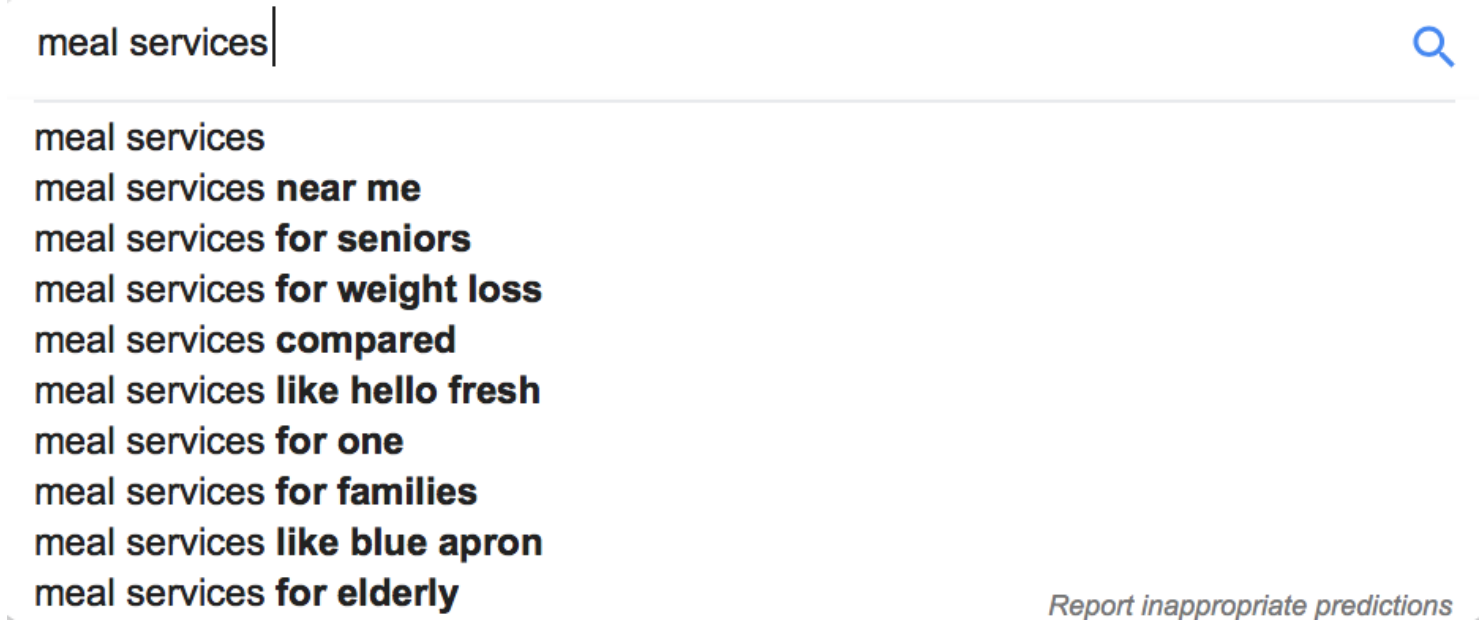 meal services
meal services
meal services near me
meal services for seniors
meal services for weight loss
meal services compared
meal services like hello fresh
meal services for one
meal services for families
meal services like blue apron
meal services for elderly
Report inappropriate predictions